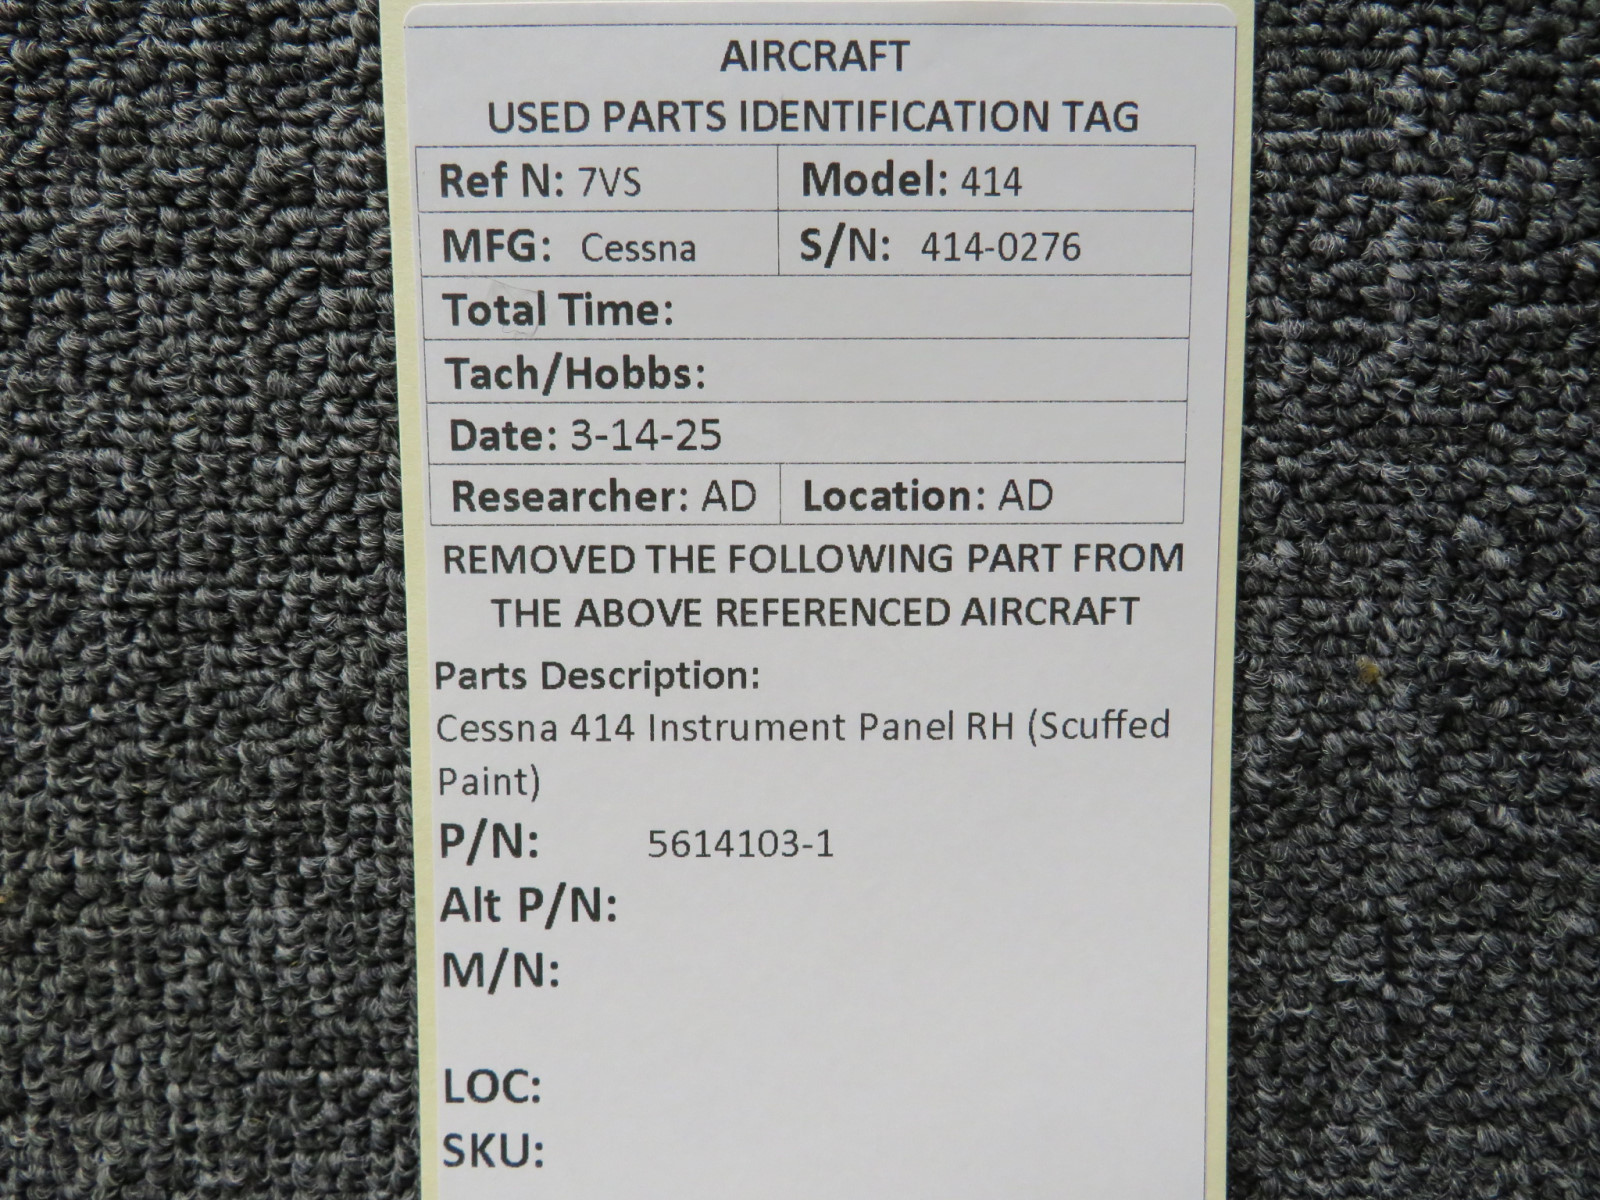 AIRCRAFT
USED PARTS IDENTIFICATION TAG
Ref N: 7VS Model: 414
MFG: Cessna S/N: 414-0276
Total Time:
Tach/Hobbs:
Date: 3-14-25
Researcher: AD Location: AD
REMOVED THE FOLLOWING PART FROM
THE ABOVE REFERENCED AIRCRAFT
Parts Description:
Cessna 414 Instrument Panel RH (Scuffed
Paint)
P/N: 5614103-1
Alt P/N:
M/N:
LOC:
SKU: